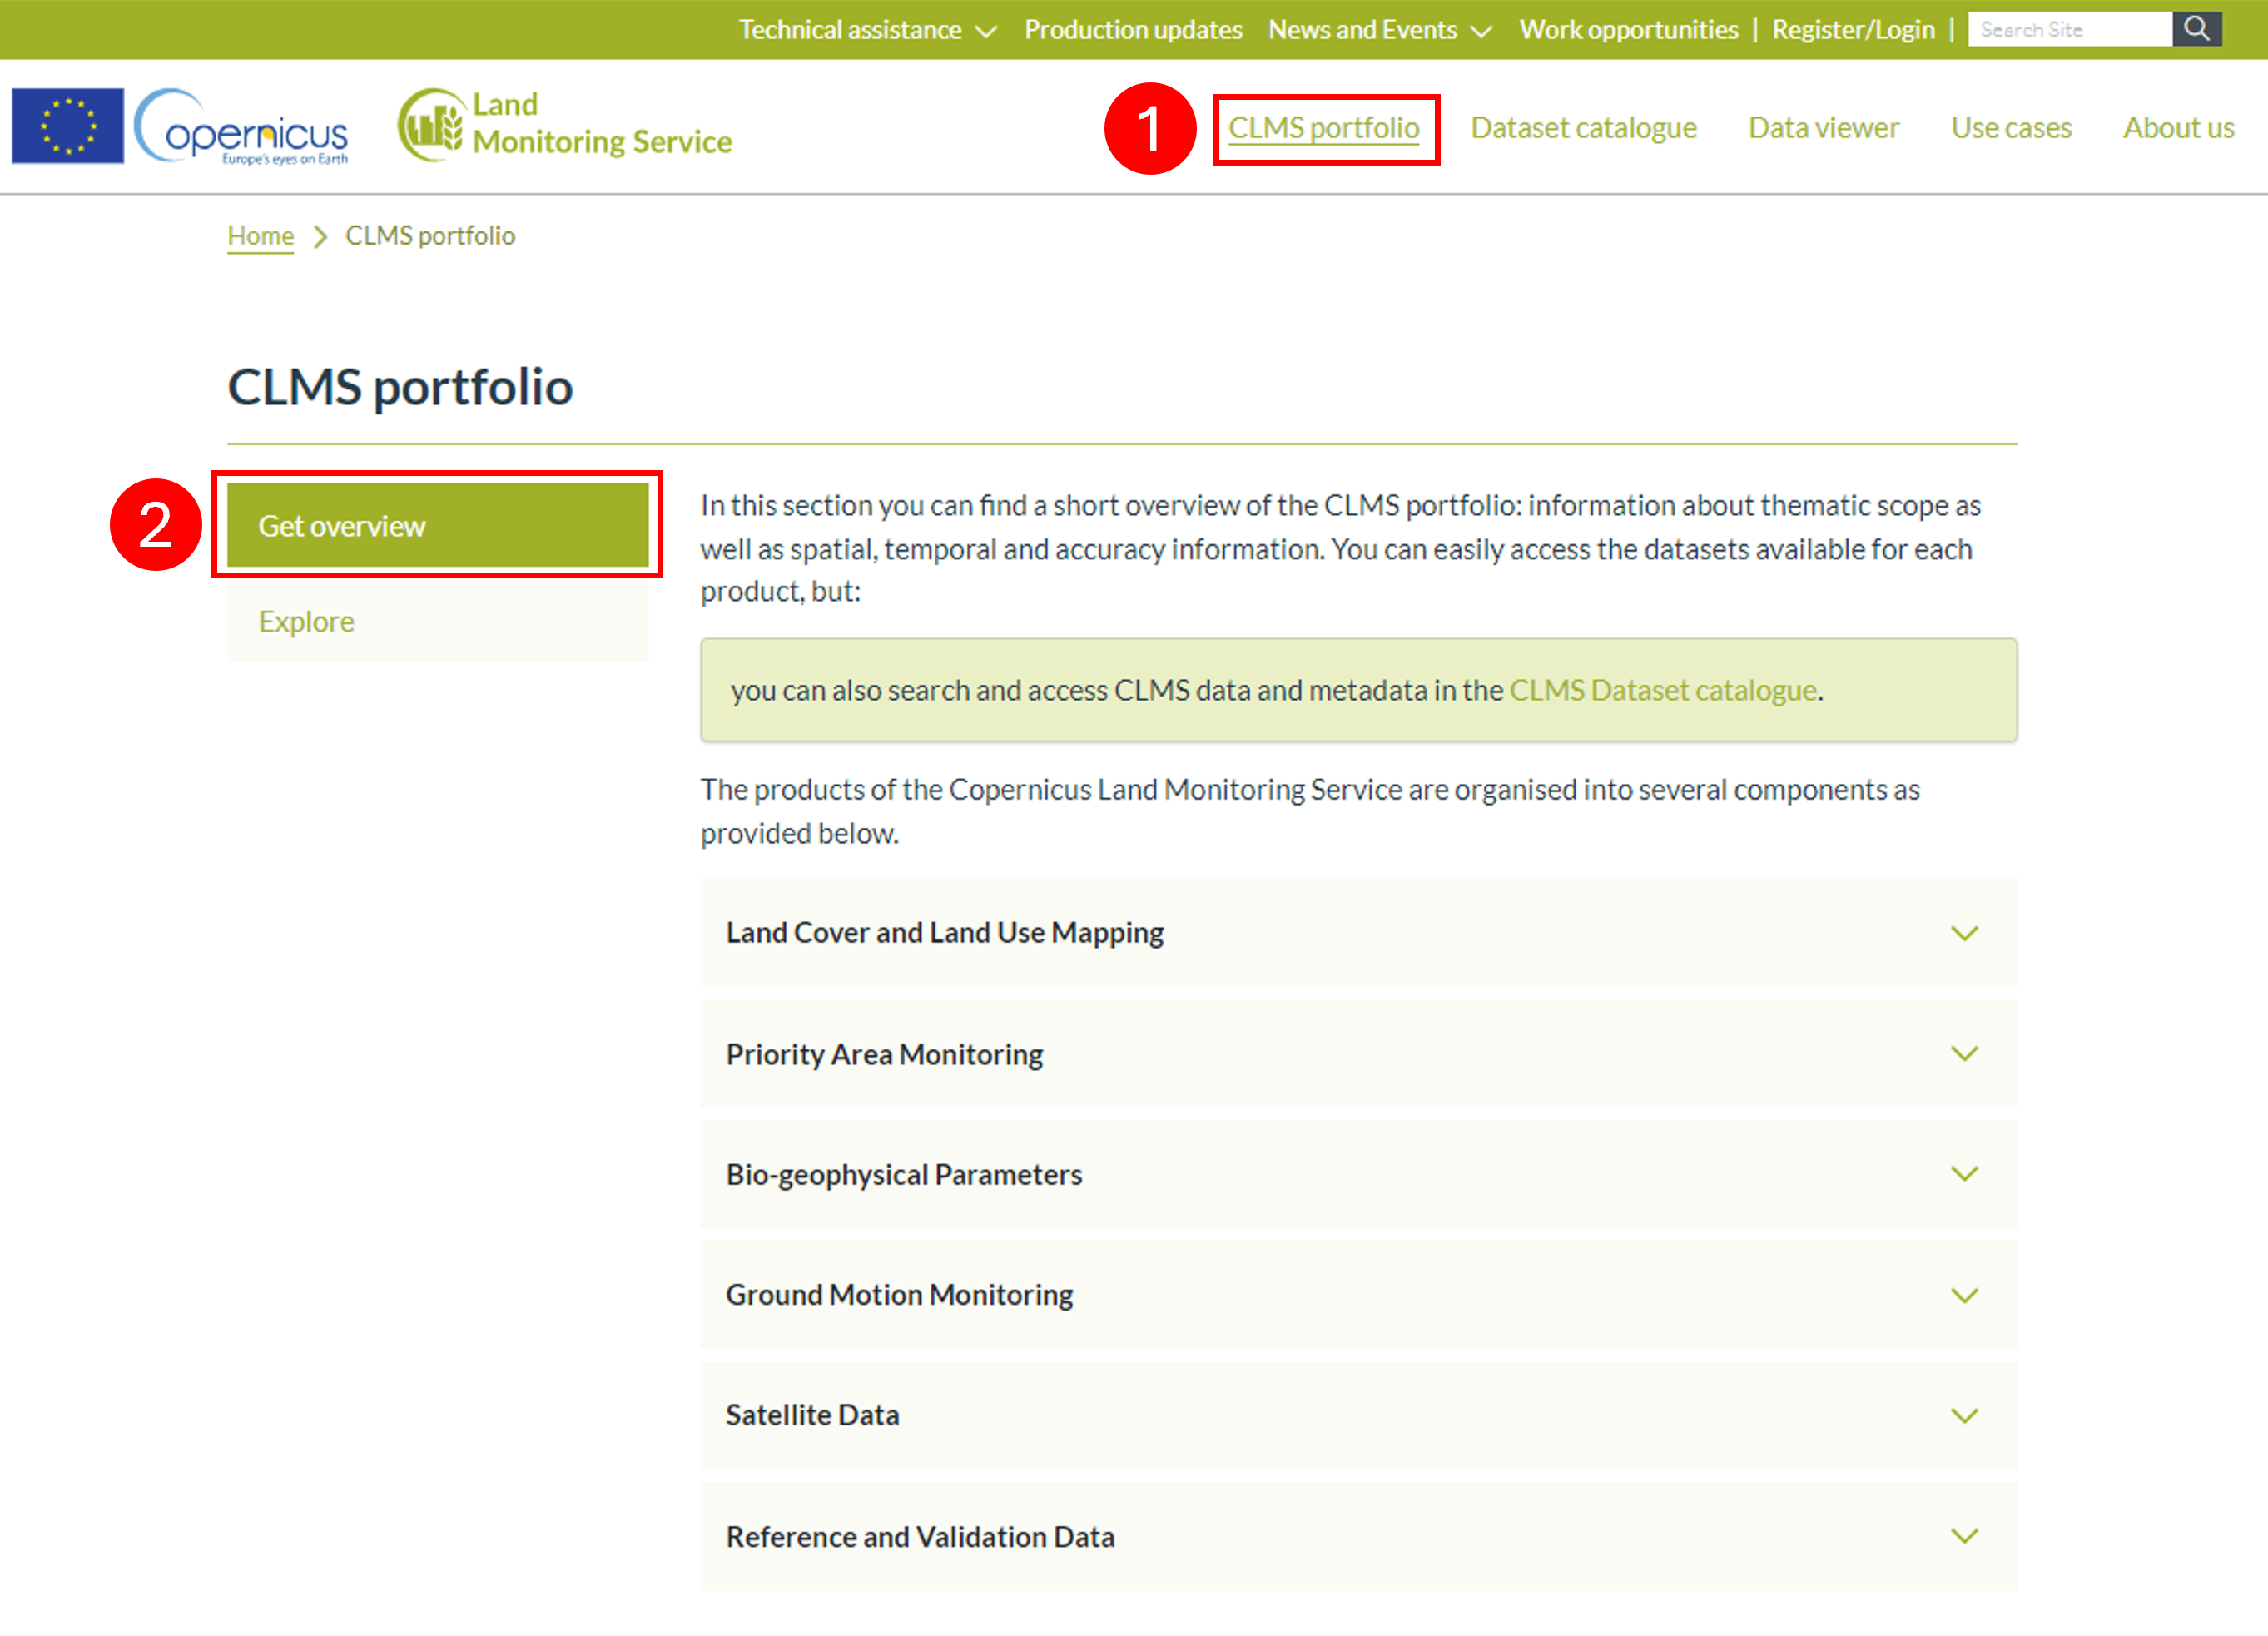 Technical assistance Production updates News and Events Work opportunities | Register/Login | Search Site
opernicus
Europe's eyes on Earth
Land
Monitoring Service
1 CLMS portfolio Dataset catalogue Data viewer Use cases About us
Home CLMS portfolio
CLMS portfolio
2 Get overview
Explore
In this section you can find a short overview of the CLMS portfolio: information about thematic scope as
well as spatial, temporal and accuracy information. You can easily access the datasets available for each
product, but:
you can also search and access CLMS data and metadata in the CLMS Dataset catalogue.
The products of the Copernicus Land Monitoring Service are organised into several components as
provided below.
Land Cover and Land Use Mapping
Priority Area Monitoring
Bio-geophysical Parameters
Ground Motion Monitoring
Satellite Data
Reference and Validation Data